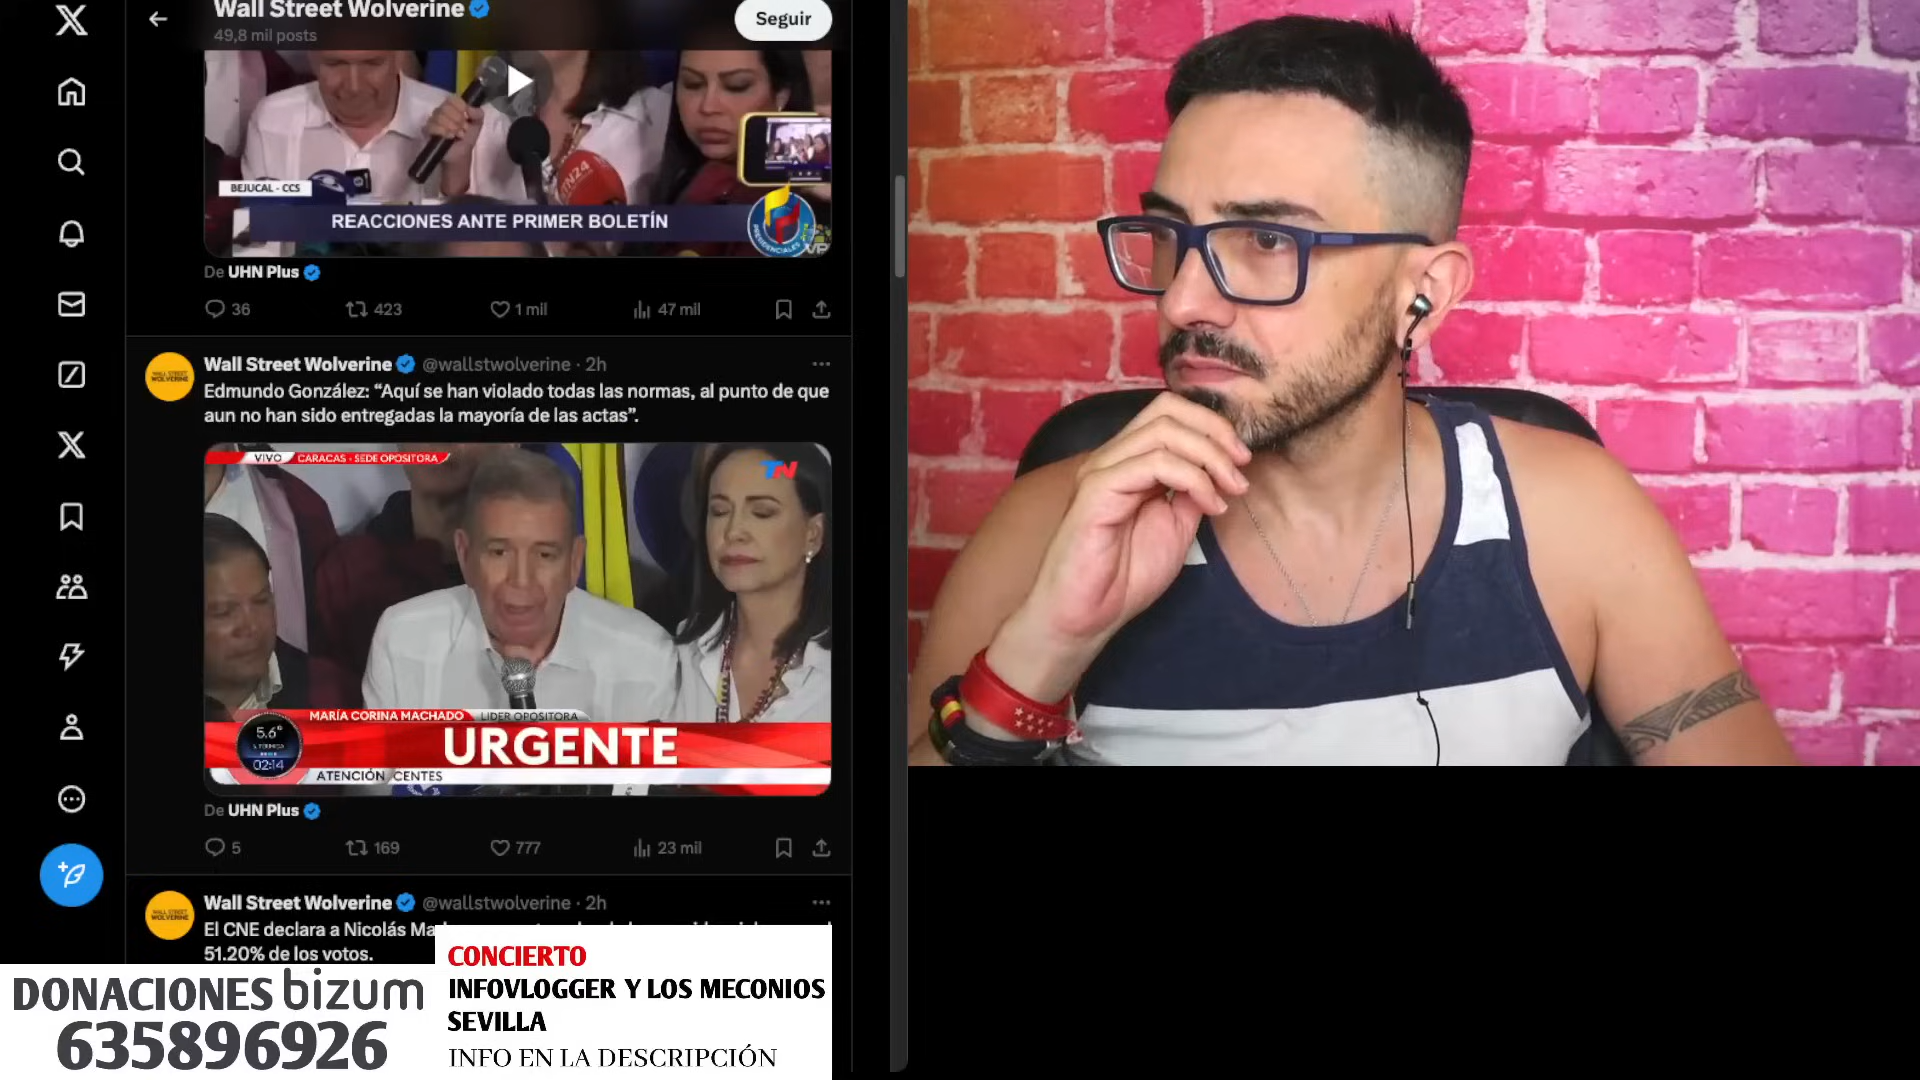 Wall Street Wolverine
49,8 mil posts
Seguir
BEJUCAL - CCS
REACCIONES ANTE PRIMER BOLETÍN
De UHN Plus
36
423
1 mil
47 mil
Wall Street Wolverine @wallstwolverine · 2h
Edmundo González: “Aquí se han violado todas las normas, al punto de que
aun no han sido entregadas la mayoría de las actas”.
VIVO CARACAS - SEDE OPOSITORA
TN
MARÍA CORINA MACHADO LÍDER OPOSITORA
5.6°
02:14
URGENTE
ATENCIÓN CENTES
De UHN Plus
5
169
777
23 mil
Wall Street Wolverine @wallstwolverine · 2h
El CNE declara a Nicolás
51.20% de los votos.
DONACIONES bizum
635896926
CONCIERTO
INFOVLOGGER Y LOS MECONIOS
SEVILLA
INFO EN LA DESCRIPCIÓN